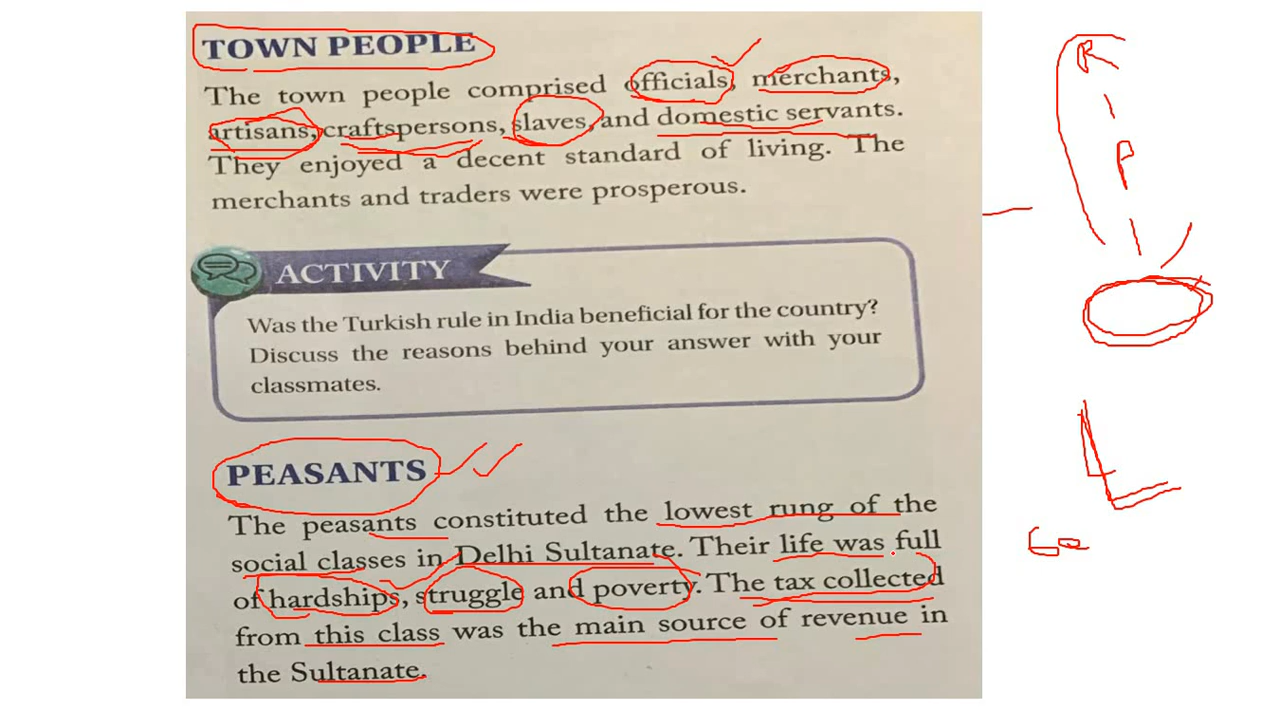 TOWN PEOPLE
The town people comprised officials, merchants,
artisans, craftspersons, slaves, and domestic servants.
They enjoyed a decent standard of living. The
merchants and traders were prosperous.
ACTIVITY
Was the Turkish rule in India beneficial for the country?
Discuss the reasons behind your answer with your
classmates.
PEASANTS
The peasants constituted the lowest rung of the
social classes in Delhi Sultanate. Their life was full
of hardships, struggle and poverty. The tax collected
from this class was the main source of revenue in
the Sultanate.
R
P
L